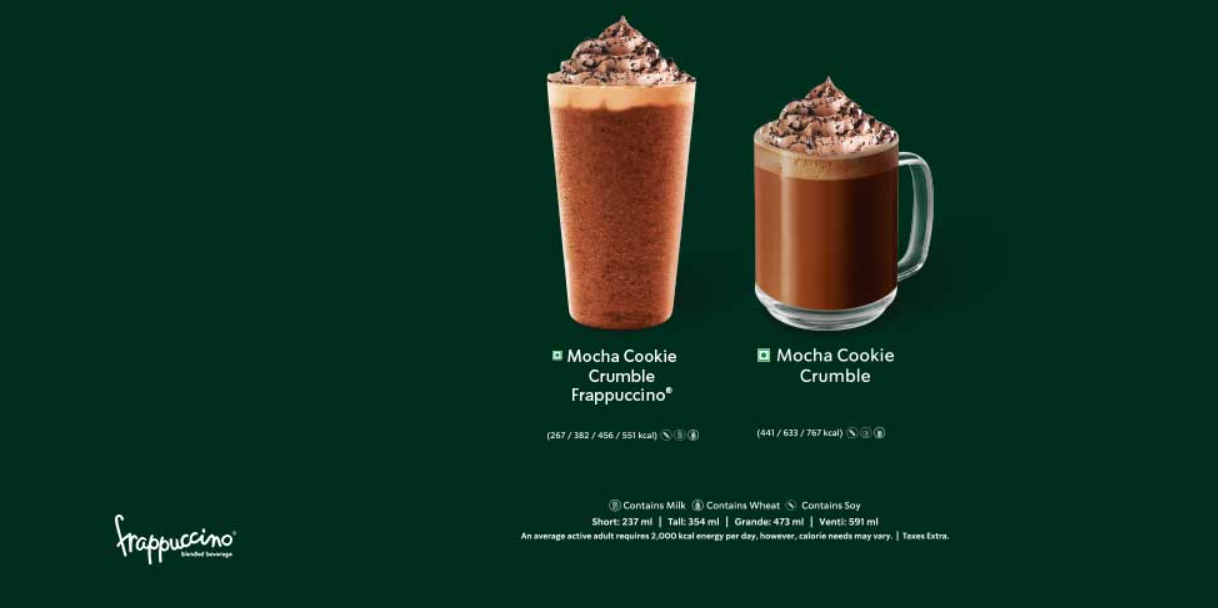 Mocha Cookie
Crumble
Frappuccino®
(267 / 382 / 456 / 551 kcal)
Mocha Cookie
Crumble
(441 / 633 / 767 kcal)
Contains Milk Contains Wheat Contains Soy
Short: 237 ml | Tall: 354 ml | Grande: 473 ml | Venti: 591 ml
An average active adult requires 2,000 kcal energy per day, however, calorie needs may vary. | Taxes Extra.
frappuccino®
blended beverage